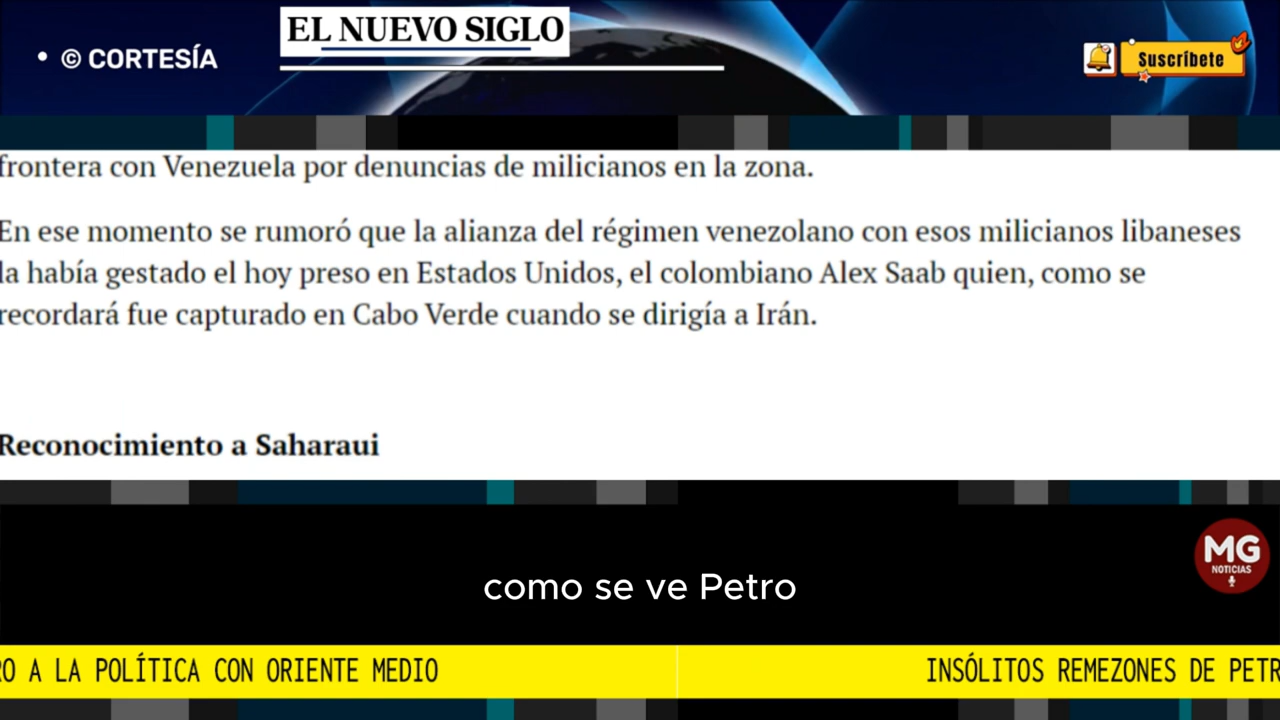 • © CORTESÍA
EL NUEVO SIGLO
Suscríbete
frontera con Venezuela por denuncias de milicianos en la zona.
En ese momento se rumoró que la alianza del régimen venezolano con esos milicianos libaneses
la había gestado el hoy preso en Estados Unidos, el colombiano Alex Saab quien, como se
recordará fue capturado en Cabo Verde cuando se dirigía a Irán.
Reconocimiento a Saharaui
MG
NOTICIAS
como se ve Petro
RO A LA POLÍTICA CON ORIENTE MEDIO
INSÓLITOS REMEZONES DE PETR